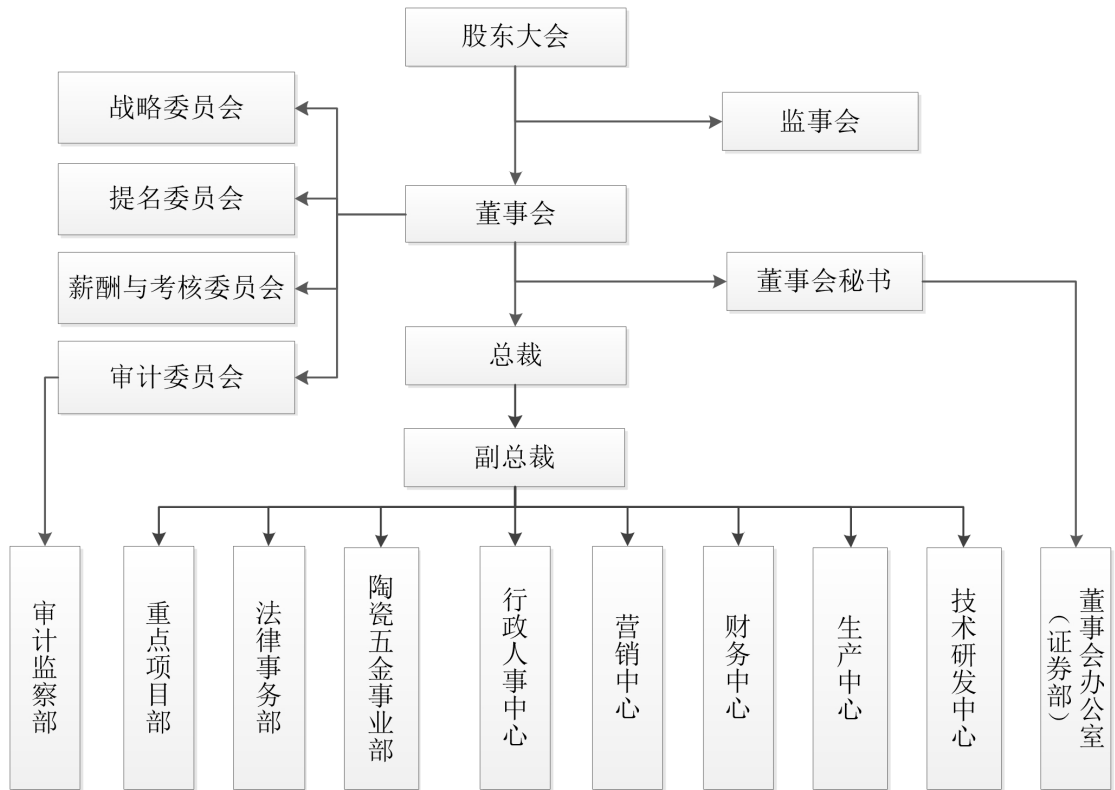 股东大会
战略委员会
监事会
提名委员会
董事会
薪酬与考核委员会
董事会秘书
总裁
审计委员会
副总裁
审计监察部
重点项目部
法律事务部
陶瓷五金事业部
行政人事中心
营销中心
财务中心
生产中心
技术研发中心
董事会办公室
（证券部）